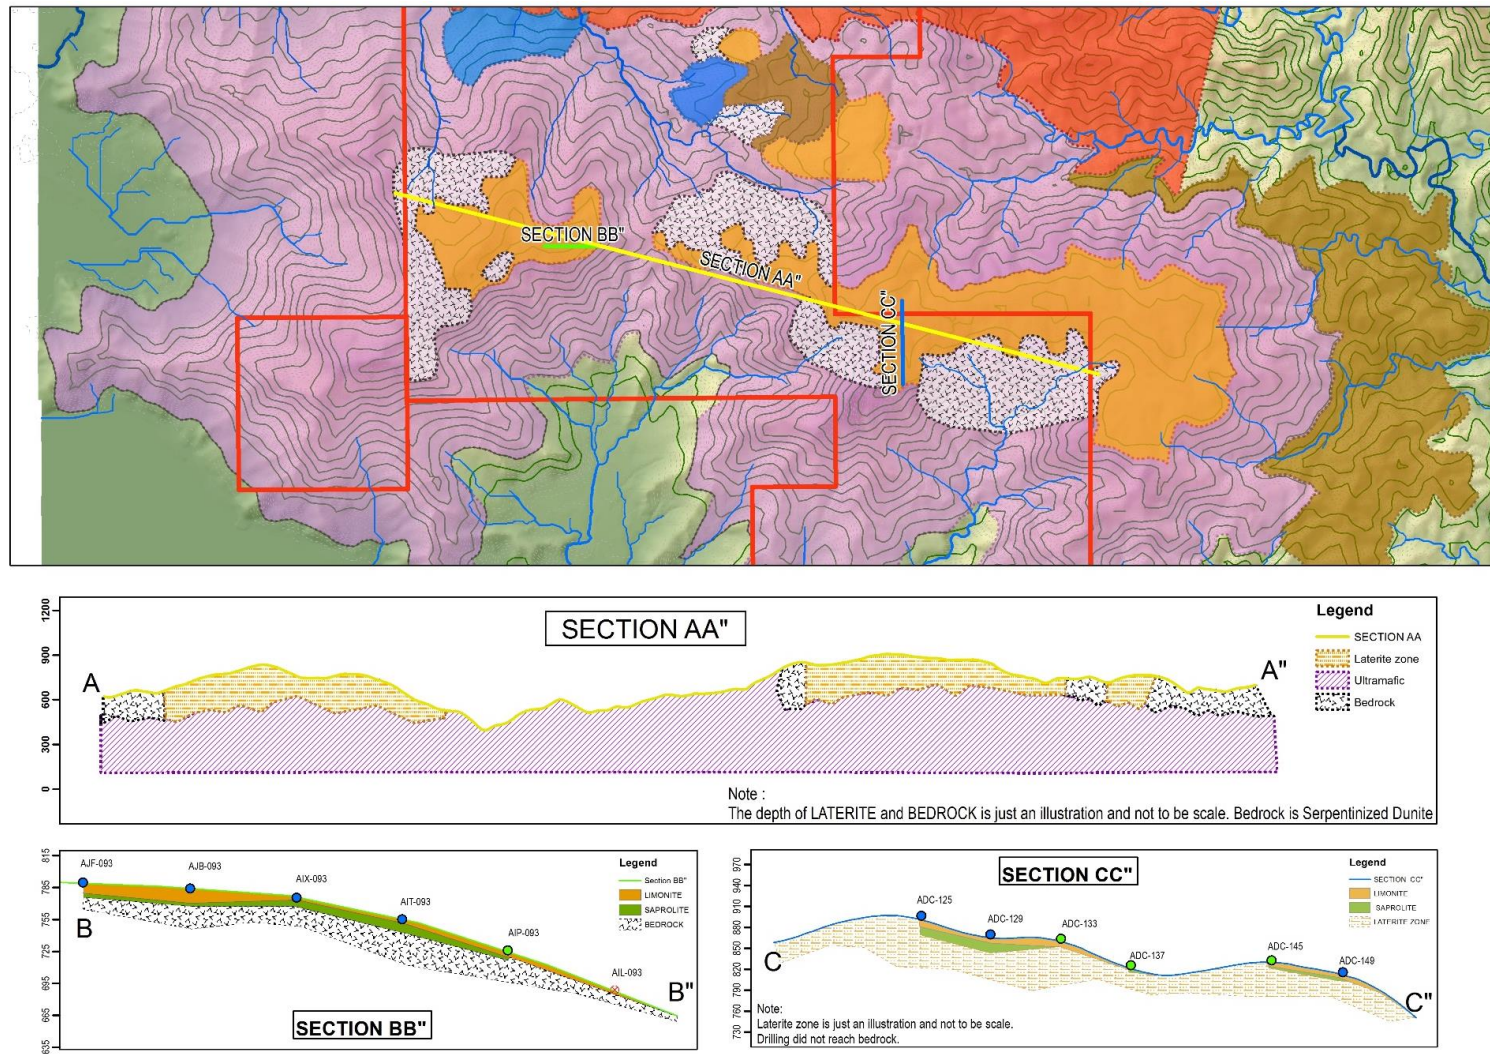 SECTION BB"
SECTION AA"
SECTION CC"
SECTION AA"
1200
900
600
300
0
A
A"
Legend
SECTION AA
Laterite zone
Ultramafic
Bedrock
Note :
The depth of LATERITE and BEDROCK is just an illustration and not to be scale. Bedrock is Serpentinized Dunite
815
785
755
725
695
665
635
AJF-093
AJB-093
AIX-093
AIT-093
AIP-093
AIL-093
B
B"
Legend
Section BB"
LIMONITE
SAPROLITE
BEDROCK
SECTION BB"
SECTION CC"
970
940
910
880
850
820
790
760
730
ADC-125
ADC-129
ADC-133
ADC-137
ADC-145
ADC-149
C
C"
Legend
SECTION CC"
LIMONITE
SAPROLITE
LATERITE ZONE
Note:
Laterite zone is just an illustration and not to be scale.
Drilling did not reach bedrock.